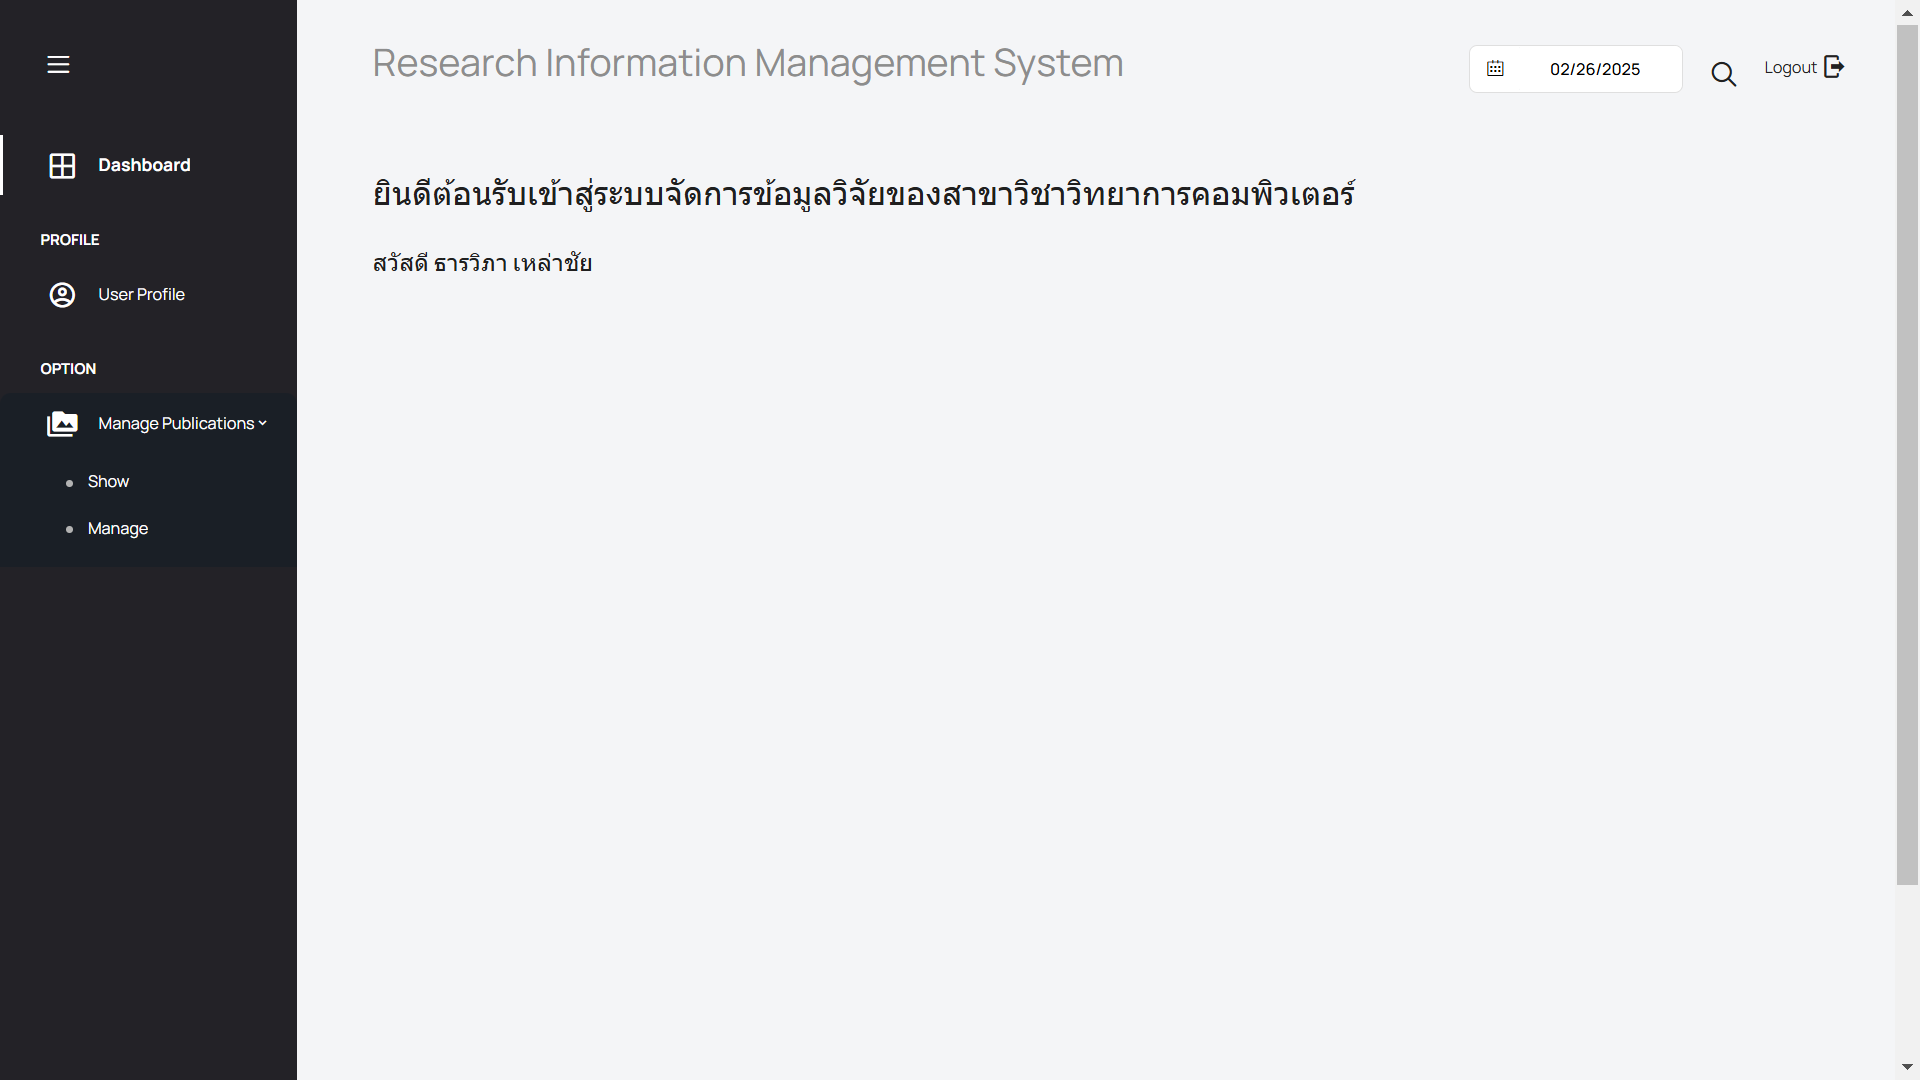 Research Information Management System
02/26/2025
Logout
Dashboard
PROFILE
User Profile
OPTION
Manage Publications
Show
Manage
ยินดีต้อนรับเข้าสู่ระบบจัดการข้อมูลวิจัยของสาขาวิชาวิทยาการคอมพิวเตอร์
สวัสดี ธารวิภา เหล่าชัย